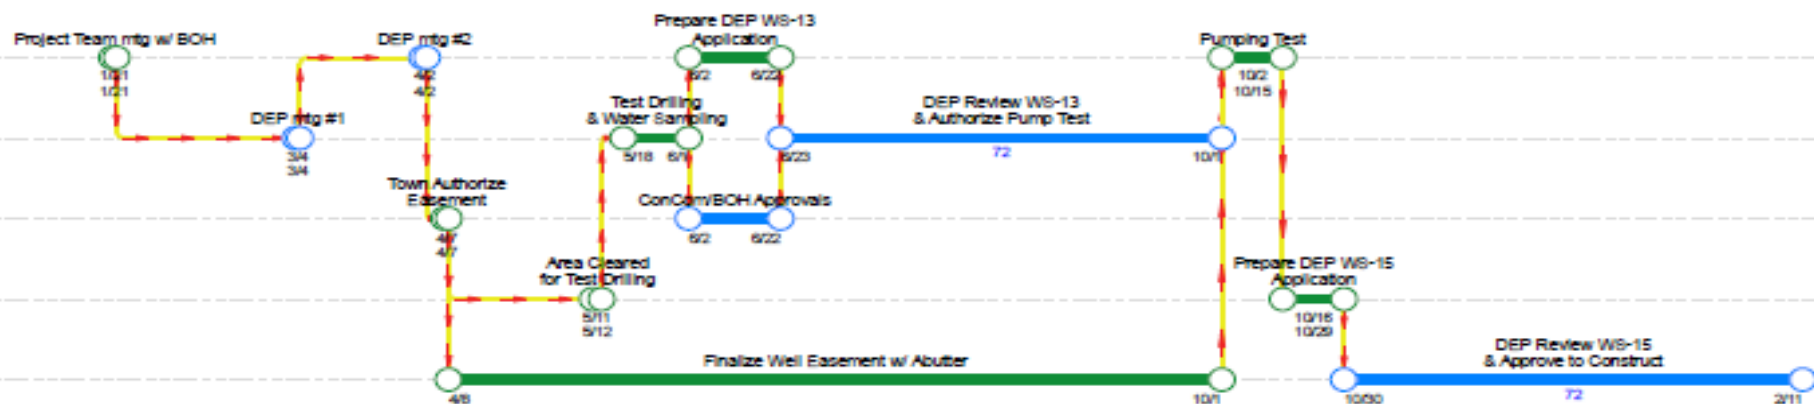 Project Team mtg w/ BOH
1/21
DEP mtg #1
3/4
3/4
DEP mtg #2
4/2
4/2
Town Authorize
Easement
4/7
4/7
Area Cleared
for Test Drilling
5/11
5/12
Test Drilling
& Water Sampling
5/18
Prepare DEP WS-13
Application
6/2
6/22
ConCom/BOH Approvals
6/2
6/22
DEP Review WS-13
& Authorize Pump Test
6/23
72
10/1
Finalize Well Easement w/ Abutter
4/8
10/1
Pumping Test
10/2
10/15
Prepare DEP WS-15
Application
10/16
10/29
DEP Review WS-15
& Approve to Construct
10/30
72
2/11